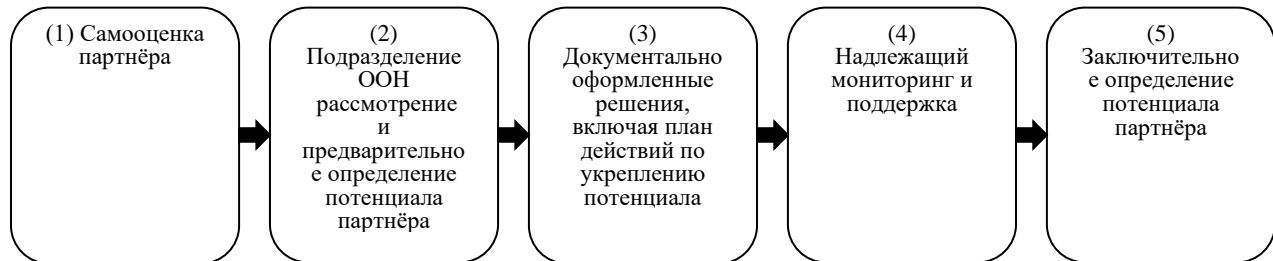 (1) Самооценка
партнёра
(2)
Подразделение
ООН
рассмотрение
и
предварительно
е определение
потенциала
партнёра
(3)
Документально
оформленные
решения,
включая план
действий по
укреплению
потенциала
(4)
Надлежащий
мониторинг и
поддержка
(5)
Заключительно
е определение
потенциала
партнёра